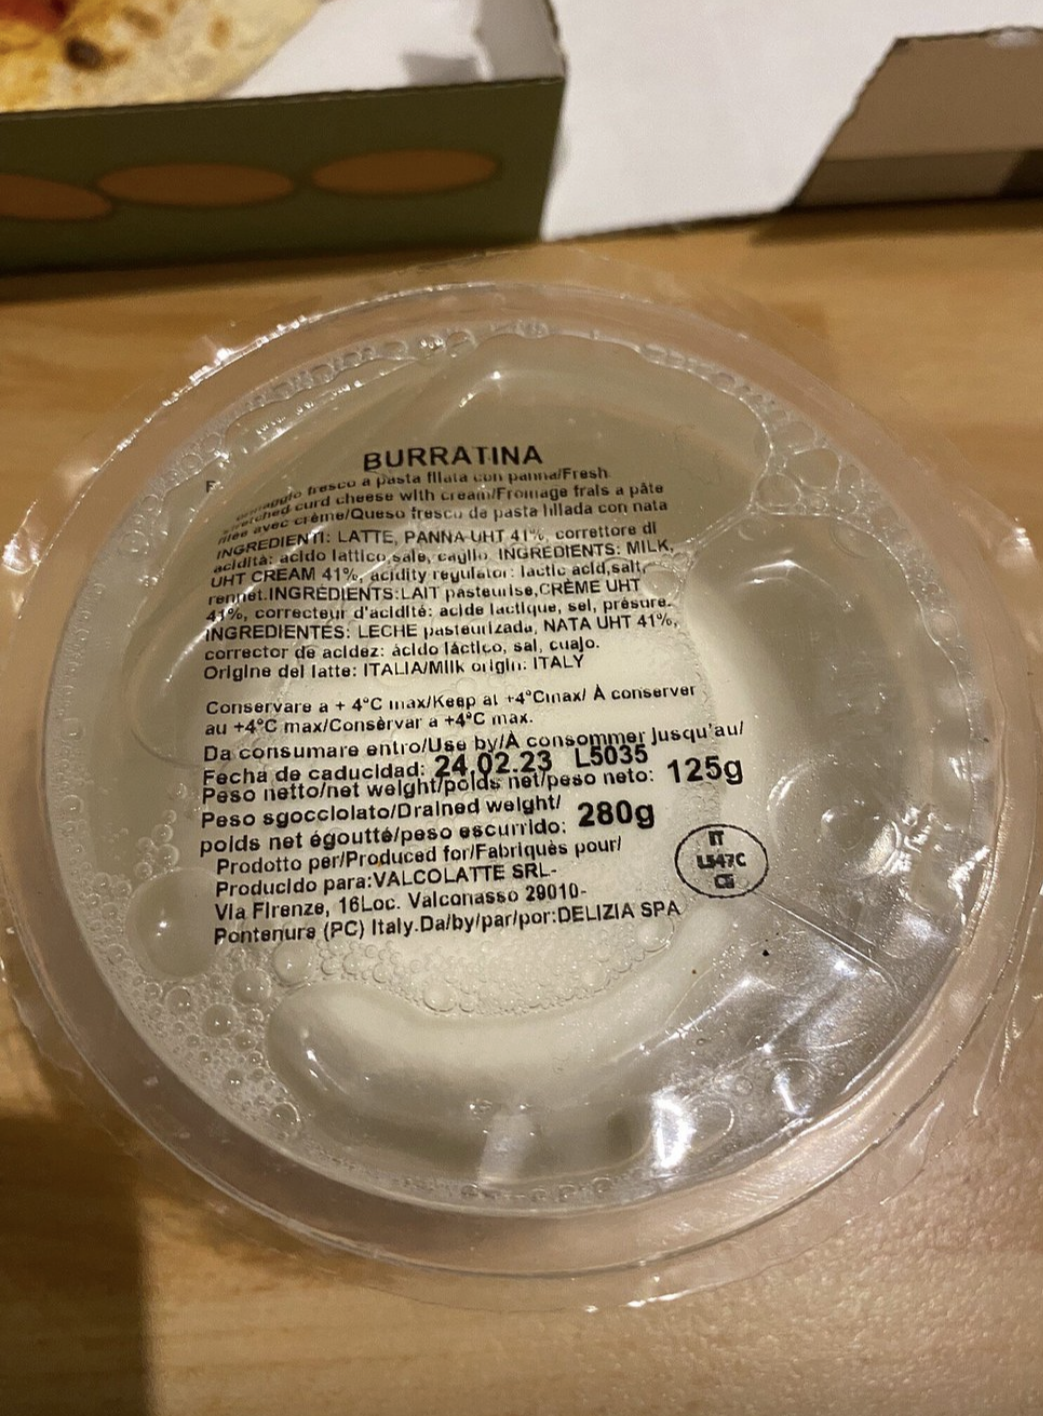 BURRATINA
fresco a pasta filata con panna/Fresh
stretched curd cheese with cream/Fromage frais a pâte
filée avec crème/Queso fresco de pasta hilada con nata
INGREDIENTI: LATTE, PANNA UHT 41%, correttore di
acidità: acido lattico, sale, caglio. INGREDIENTS: MILK,
UHT CREAM 41%, acidity regulator: lactic acid,salt,
rennet.INGRÉDIENTS:LAIT pasteurise,CRÈME UHT
41%, correcteur d'acidité: acide lactique, sel, présure.
INGREDIENTES: LECHE pasteurizada, NATA UHT 41%,
corrector de acidez: ácido láctico, sal, cuajo.
Origine del latte: ITALIA/Milk origin: ITALY
Conservare a + 4°C max/Keep at +4°Cmax/ À conserver
au +4°C max/Consèrvar a +4°C max.
Da consumare entro/Use by/À consommer jusqu'au/
Fecha de caducidad: 24.02.23 L5035
Peso netto/net weight/poids net/peso neto: 125g
Peso sgocciolato/Drained weight/
poids net égoutté/peso escurrido: 280g
Prodotto per/Produced for/Fabriquès pour/
Producido para:VALCOLATTE SRL-
Via Firenze, 16Loc. Valconasso 29010-
Pontenure (PC) Italy.Da/by/par/por:DELIZIA SPA
IT
L547C
CE